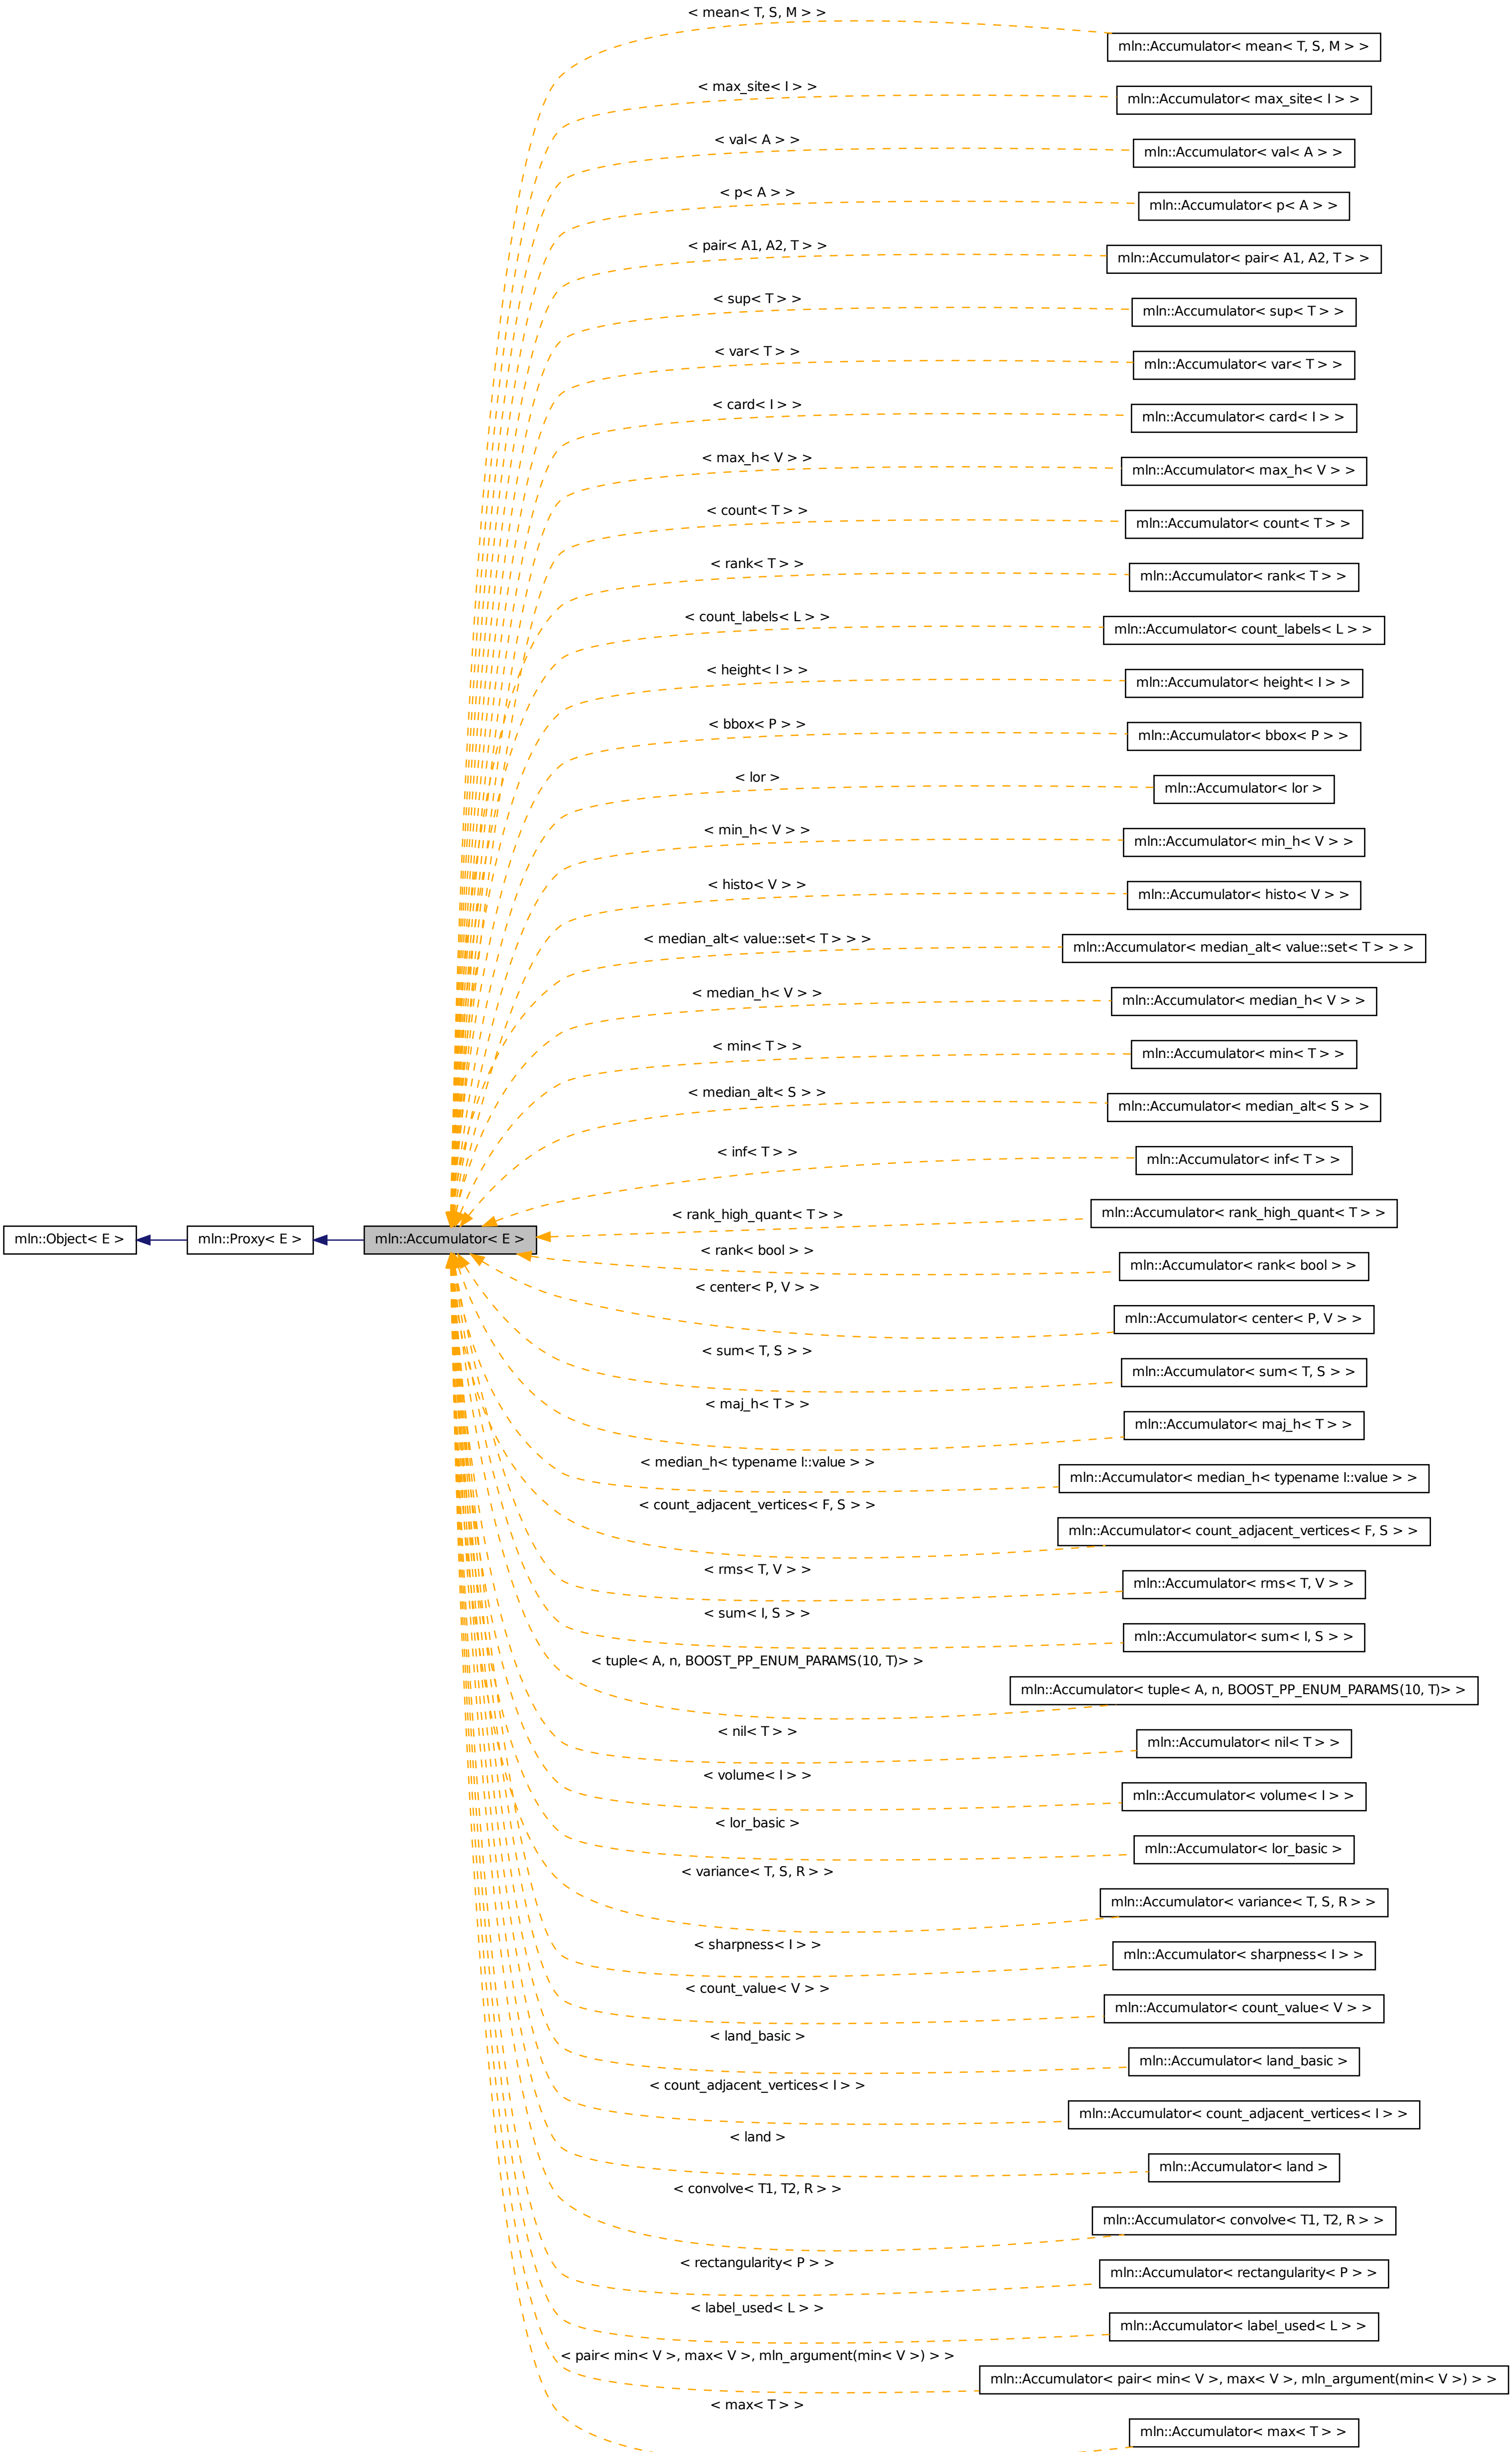 < mean< T, S, M > >
mln::Accumulator< mean< T, S, M > >
< max_site< I > >
mln::Accumulator< max_site< I > >
< val< A > >
mln::Accumulator< val< A > >
< p< A > >
mln::Accumulator< p< A > >
< pair< A1, A2, T > >
mln::Accumulator< pair< A1, A2, T > >
< sup< T > >
mln::Accumulator< sup< T > >
< var< T > >
mln::Accumulator< var< T > >
< card< I > >
mln::Accumulator< card< I > >
< max_h< V > >
mln::Accumulator< max_h< V > >
< count< T > >
mln::Accumulator< count< T > >
< rank< T > >
mln::Accumulator< rank< T > >
< count_labels< L > >
mln::Accumulator< count_labels< L > >
< height< I > >
mln::Accumulator< height< I > >
< bbox< P > >
mln::Accumulator< bbox< P > >
< lor >
mln::Accumulator< lor >
< min_h< V > >
mln::Accumulator< min_h< V > >
< histo< V > >
mln::Accumulator< histo< V > >
< median_alt< value::set< T > > >
mln::Accumulator< median_alt< value::set< T > > >
< median_h< V > >
mln::Accumulator< median_h< V > >
< min< T > >
mln::Accumulator< min< T > >
< median_alt< S > >
mln::Accumulator< median_alt< S > >
< inf< T > >
mln::Accumulator< inf< T > >
< rank_high_quant< T > >
mln::Accumulator< rank_high_quant< T > >
mln::Object< E >
mln::Proxy< E >
mln::Accumulator< E >
< rank< bool > >
mln::Accumulator< rank< bool > >
< center< P, V > >
mln::Accumulator< center< P, V > >
< sum< T, S > >
mln::Accumulator< sum< T, S > >
< maj_h< T > >
mln::Accumulator< maj_h< T > >
< median_h< typename I::value > >
mln::Accumulator< median_h< typename I::value > >
< count_adjacent_vertices< F, S > >
mln::Accumulator< count_adjacent_vertices< F, S > >
< rms< T, V > >
mln::Accumulator< rms< T, V > >
< sum< I, S > >
mln::Accumulator< sum< I, S > >
< tuple< A, n, BOOST_PP_ENUM_PARAMS(10, T)> >
mln::Accumulator< tuple< A, n, BOOST_PP_ENUM_PARAMS(10, T)> >
< nil< T > >
mln::Accumulator< nil< T > >
< volume< I > >
mln::Accumulator< volume< I > >
< lor_basic >
mln::Accumulator< lor_basic >
< variance< T, S, R > >
mln::Accumulator< variance< T, S, R > >
< sharpness< I > >
mln::Accumulator< sharpness< I > >
< count_value< V > >
mln::Accumulator< count_value< V > >
< land_basic >
mln::Accumulator< land_basic >
< count_adjacent_vertices< I > >
mln::Accumulator< count_adjacent_vertices< I > >
< land >
mln::Accumulator< land >
< convolve< T1, T2, R > >
mln::Accumulator< convolve< T1, T2, R > >
< rectangularity< P > >
mln::Accumulator< rectangularity< P > >
< label_used< L > >
mln::Accumulator< label_used< L > >
< pair< min< V >, max< V >, mln_argument(min< V >) > >
mln::Accumulator< pair< min< V >, max< V >, mln_argument(min< V >) > >
< max< T > >
mln::Accumulator< max< T > >